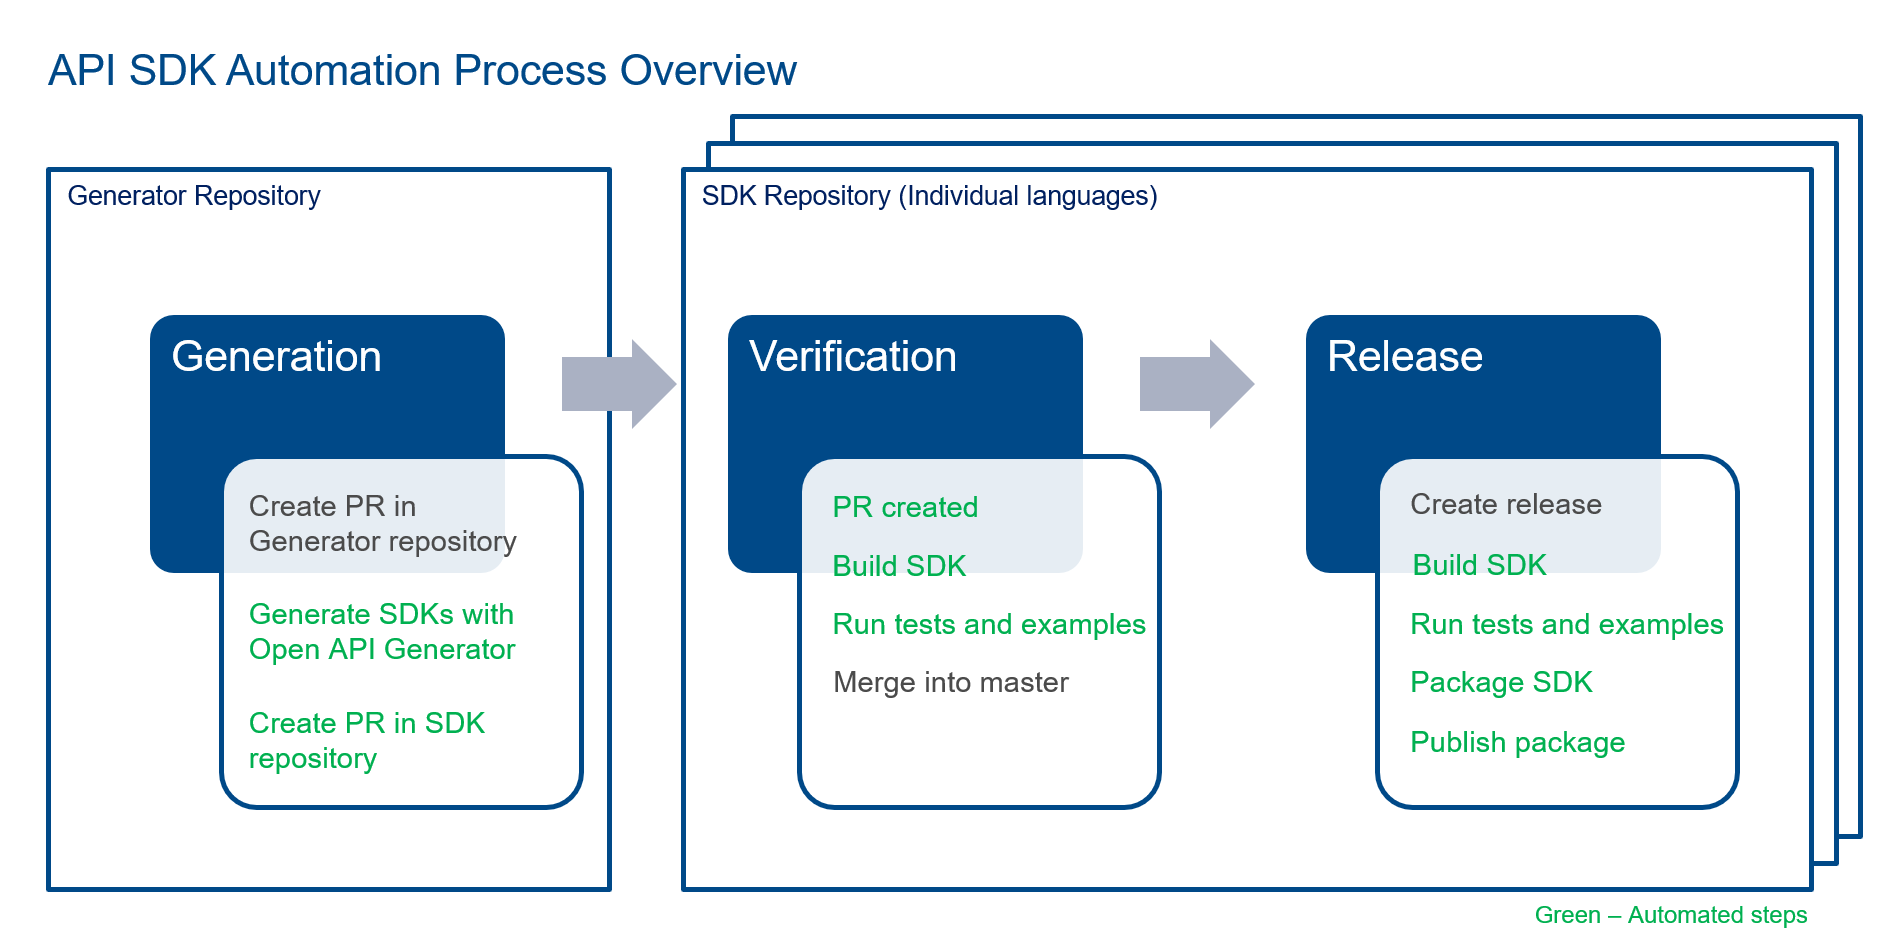 API SDK Automation Process Overview
Generator Repository
Generation
Create PR in
Generator repository
Generate SDKs with
Open API Generator
Create PR in SDK
repository
SDK Repository (Individual languages)
Verification
PR created
Build SDK
Run tests and examples
Merge into master
Release
Create release
Build SDK
Run tests and examples
Package SDK
Publish package
Green – Automated steps